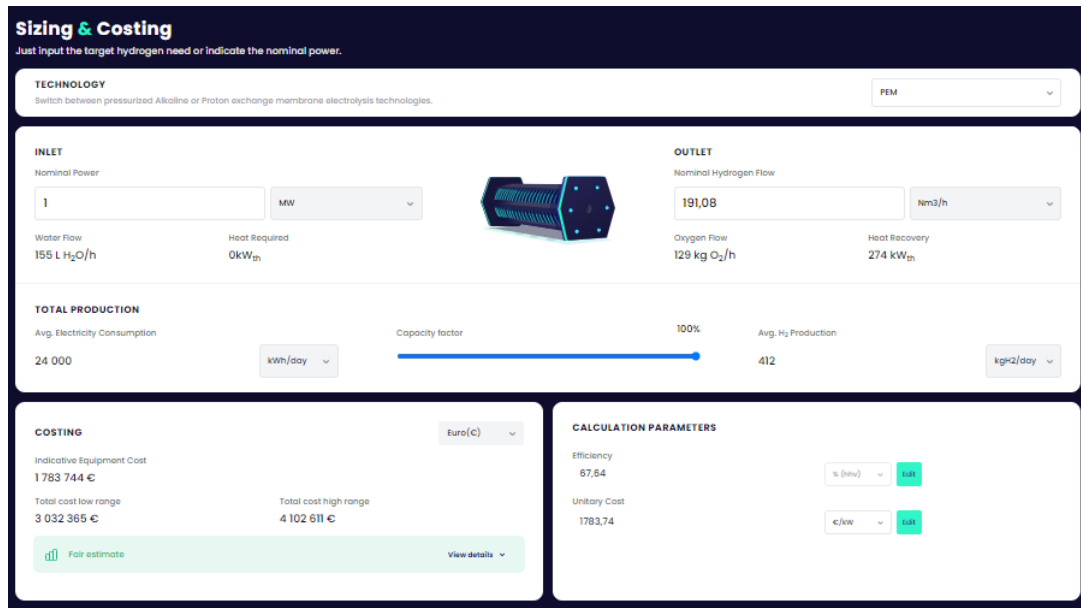 Sizing & Costing
Just input the target hydrogen need or indicate the nominal power.
TECHNOLOGY
Switch between pressurized Alkaline or Proton exchange membrane electrolysis technologies.
PEM
INLET
Nominal Power
1
MW
Water Flow
155 L H₂O/h
Heat Required
0kWth
OUTLET
Nominal Hydrogen Flow
191,08
Nm3/h
Oxygen Flow
129 kg O₂/h
Heat Recovery
274 kWth
TOTAL PRODUCTION
Avg. Electricity Consumption
24 000
kWh/day
Capacity factor
100%
Avg. H₂ Production
412
kgH2/day
COSTING
Euro(€)
Indicative Equipment Cost
1 783 744 €
Total cost low range
3 032 365 €
Total cost high range
4 102 611 €
Fair estimate
View details
CALCULATION PARAMETERS
Efficiency
67,64
% (hhv)
Edit
Unitary Cost
1783,74
€/kW
Edit